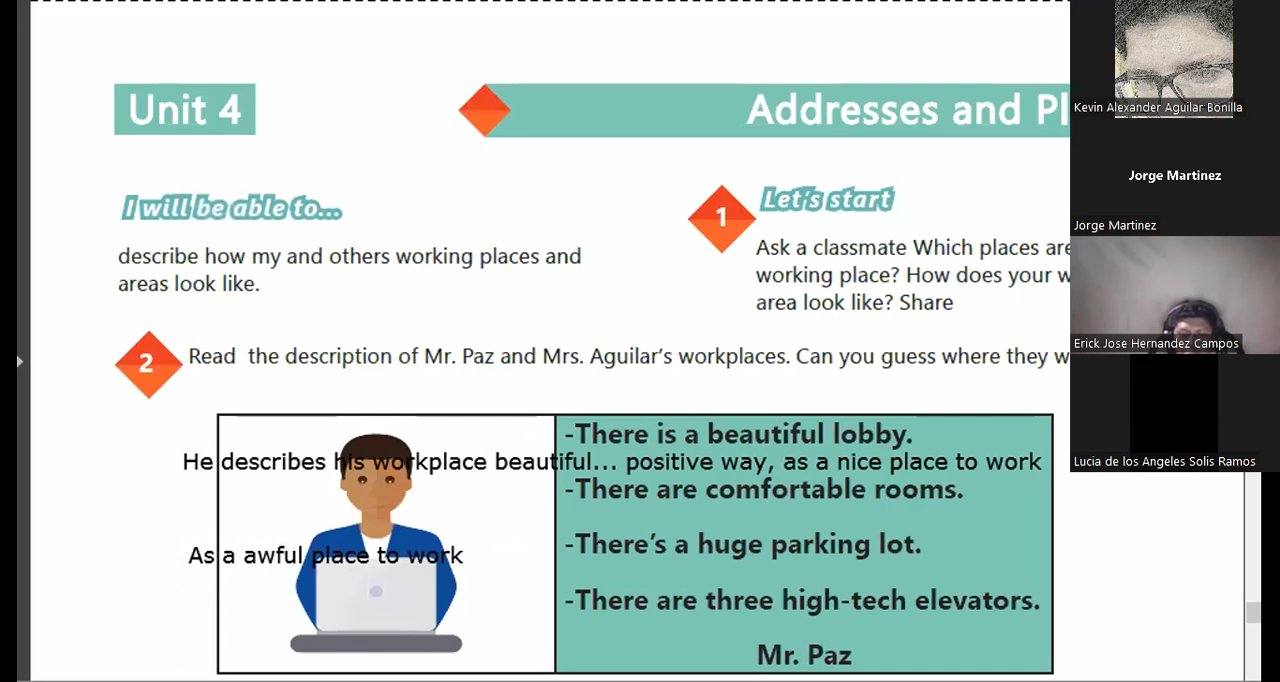 Unit 4
Addresses and Pl
I will be able to...
describe how my and others working places and
areas look like.
1
Let's start
Ask a classmate Which places are
working place? How does your w
area look like? Share
2
Read the description of Mr. Paz and Mrs. Aguilar's workplaces. Can you guess where they w
-There is a beautiful lobby.
He describes his workplace beautiful... positive way, as a nice place to work
-There are comfortable rooms.
-There's a huge parking lot.
As a awful place to work
-There are three high-tech elevators.
Mr. Paz
Kevin Alexander Aguilar Bonilla
Jorge Martinez
Jorge Martinez
Erick Jose Hernandez Campos
Lucia de los Angeles Solis Ramos